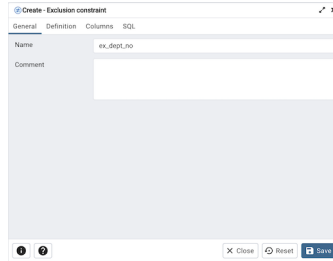 Create - Exclusion constraint
General Definition Columns SQL
Name ex_dept_no
Comment
Close Reset Save